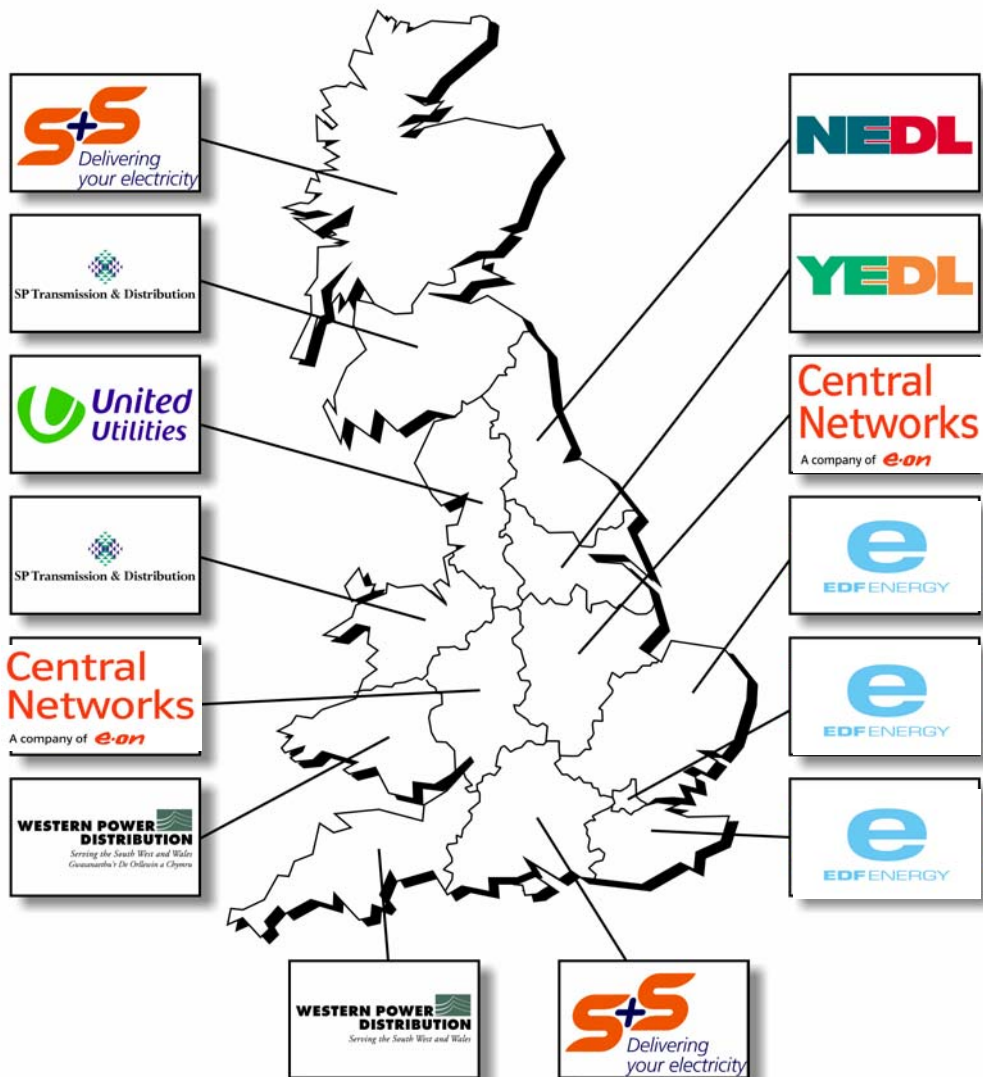 S+S
Delivering
your electricity
SP Transmission & Distribution
United
Utilities
SP Transmission & Distribution
Central
Networks
A company of e·on
WESTERN POWER
DISTRIBUTION
Serving the South West and Wales
Gwasanaethu'r De Orllewin a Chymru
NEDL
YEDL
Central
Networks
A company of e·on
e
EDF ENERGY
e
EDF ENERGY
e
EDF ENERGY
WESTERN POWER
DISTRIBUTION
Serving the South West and Wales
S+S
Delivering
your electricity